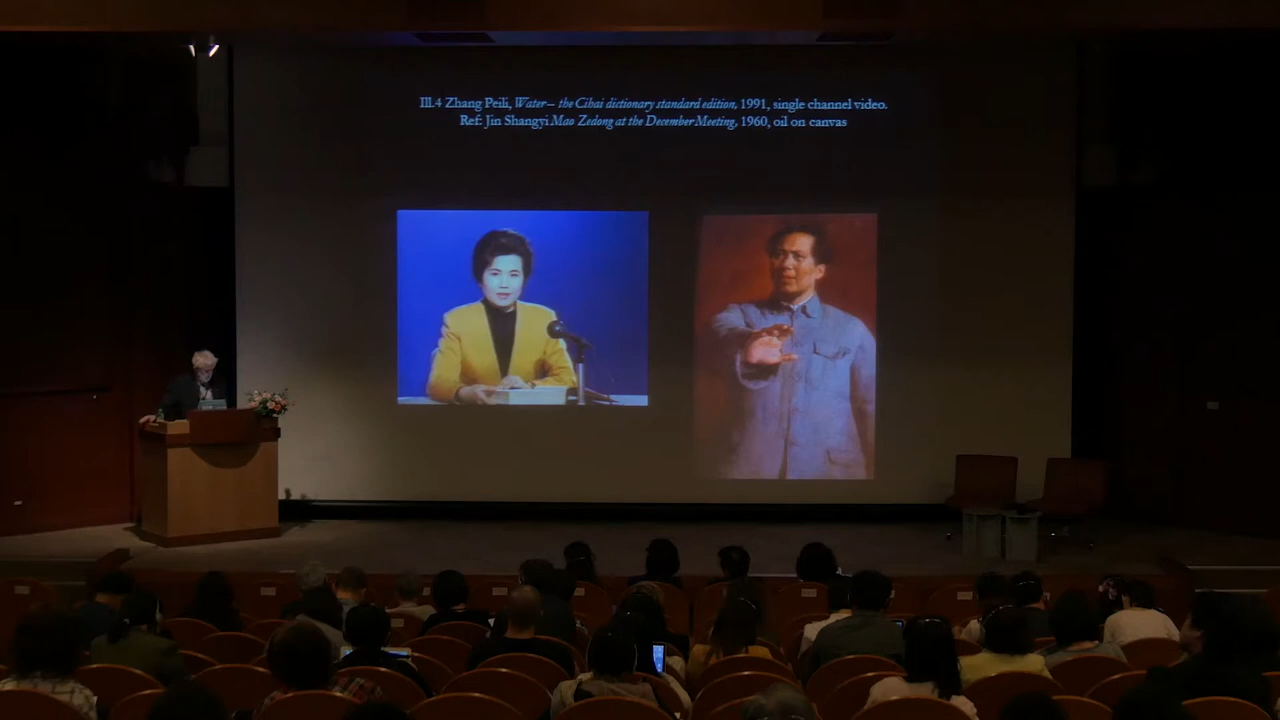 Ill.4 Zhang Peili, Water– the Cihai dictionary standard edition, 1991, single channel video.
Ref: Jin Shangyi Mao Zedong at the December Meeting, 1960, oil on canvas